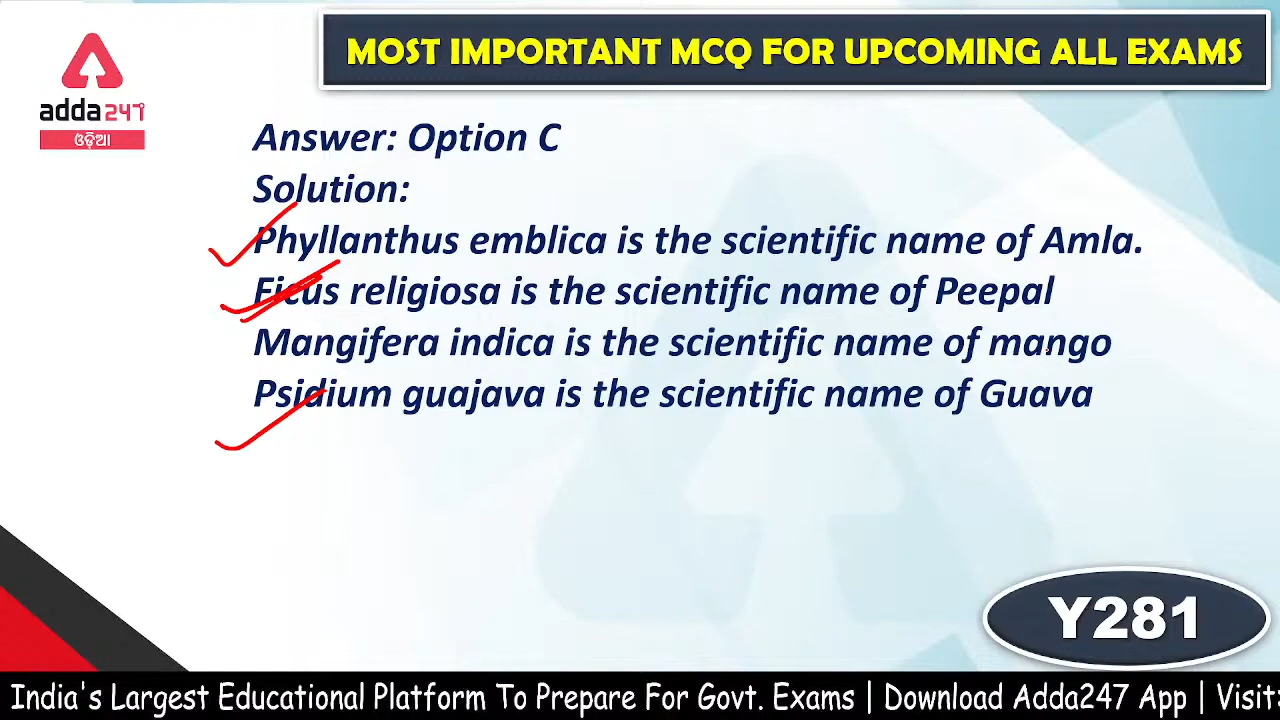 MOST IMPORTANT MCQ FOR UPCOMING ALL EXAMS
adda247
ଓଡ଼ିଆ
Answer: Option C
Solution:
Phyllanthus emblica is the scientific name of Amla.
Ficus religiosa is the scientific name of Peepal
Mangifera indica is the scientific name of mango
Psidium guajava is the scientific name of Guava
Y281
India's Largest Educational Platform To Prepare For Govt. Exams | Download Adda247 App | Visit: